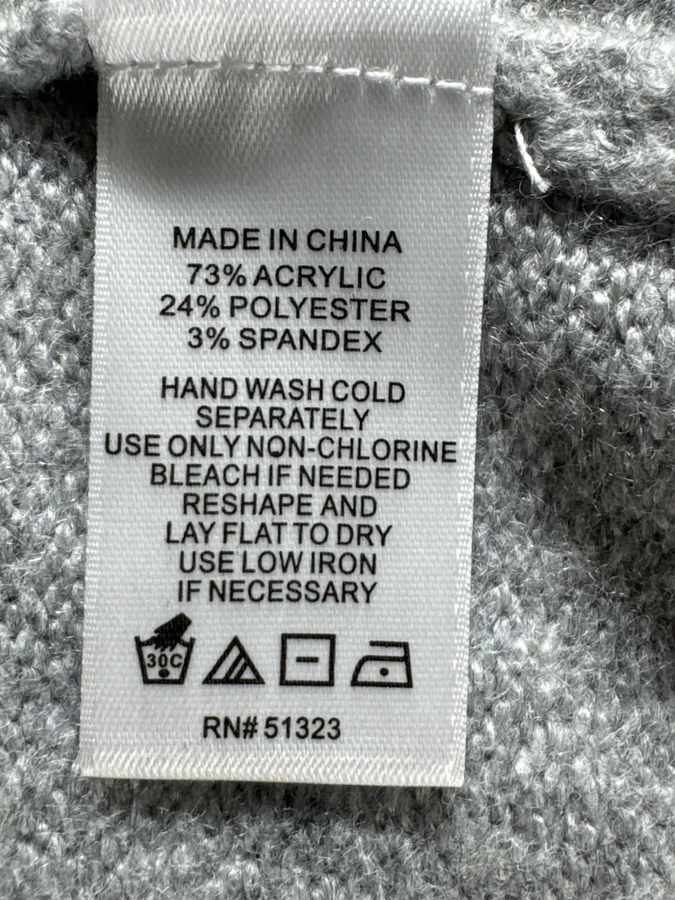 MADE IN CHINA
73% ACRYLIC
24% POLYESTER
3% SPANDEX
HAND WASH COLD
SEPARATELY
USE ONLY NON-CHLORINE
BLEACH IF NEEDED
RESHAPE AND
LAY FLAT TO DRY
USE LOW IRON
IF NECESSARY
30C
RN# 51323